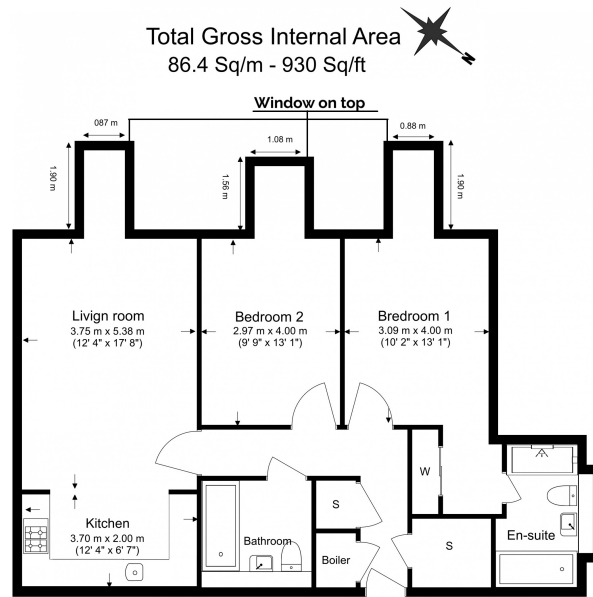 Total Gross Internal Area
86.4 Sq/m - 930 Sq/ft
N
Window on top
087 m
1.08 m
0.88 m
1.90 m
1.56 m
1.90 m
Livign room
3.75 m x 5.38 m
(12' 4" x 17' 8")
Bedroom 2
2.97 m x 4.00 m
(9' 9" x 13' 1")
Bredroom 1
3.09 m x 4.00 m
(10' 2" x 13' 1")
W
S
Kitchen
3.70 m x 2.00 m
(12' 4" x 6' 7")
Bathroom
Boiler
S
En-suite